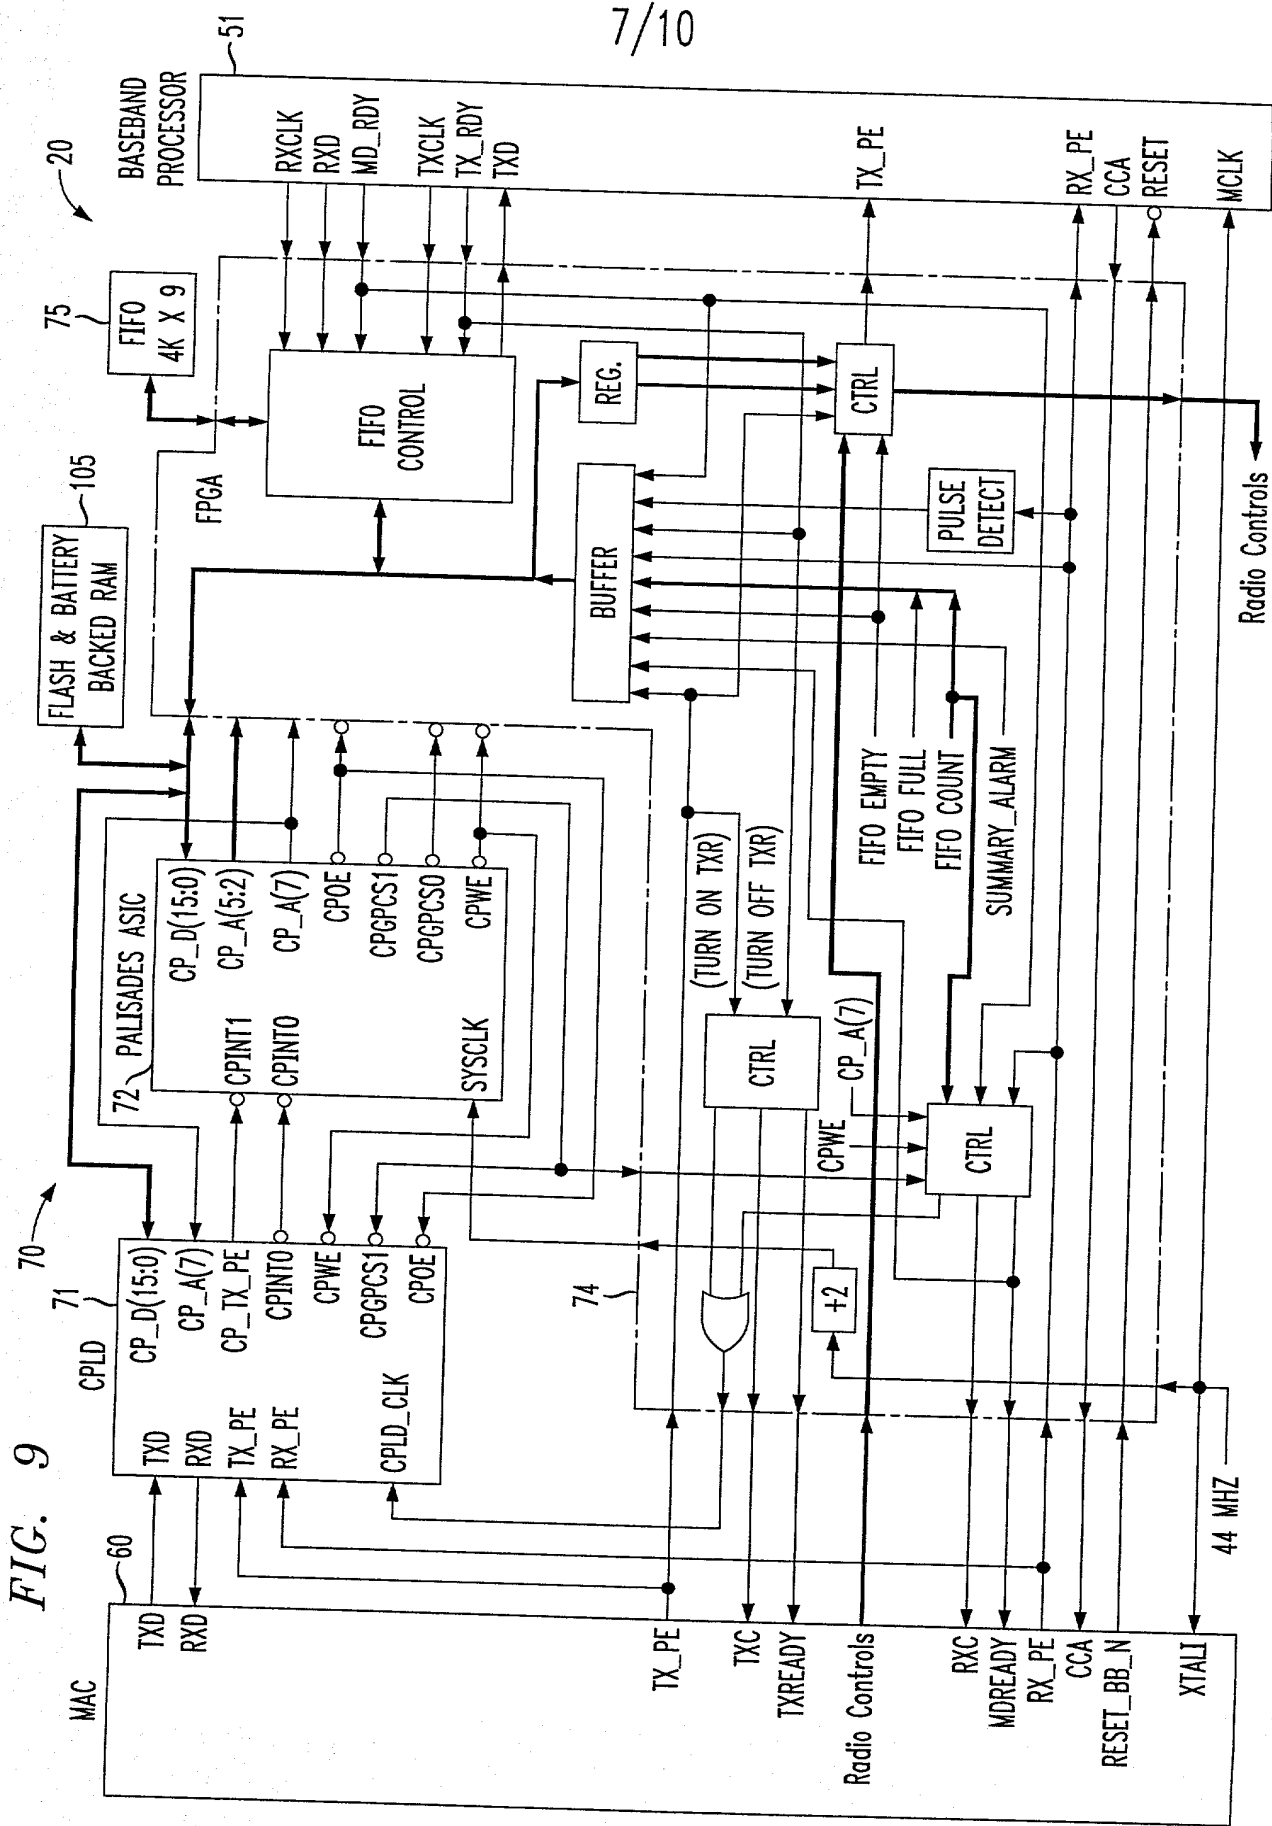 7/10
FIG. 9
20
70
MAC
60
TXD
RXD
TX_PE
TXC
TXREADY
Radio Controls
RXC
MDREADY
RX_PE
CCA
RESET_BB_N
XTALI
44 MHZ
CPLD
71
TXD
RXD
TX_PE
RX_PE
CPLD_CLK
CP_D(15:0)
CP_A(7)
CP_TX_PE
CPINTO
CPWE
CPGPCS1
CPOE
72
PALISADES ASIC
CPINT1
CPINTO
SYSCLK
CP_D(15:0)
CP_A(5:2)
CP_A(7)
CPOE
CPGPCS1
CPGPCS0
CPWE
FLASH & BATTERY
BACKED RAM
105
FIFO
4K X 9
75
FPGA
74
FIFO
CONTROL
REG.
BUFFER
CTRL
PULSE
DETECT
(TURN ON TXR)
(TURN OFF TXR)
CTRL
CP_A(7)
CPWE
CTRL
+2
FIFO EMPTY
FIFO FULL
FIFO COUNT
SUMMARY_ALARM
Radio Controls
BASEBAND
PROCESSOR
51
RXCLK
RXD
MD_RDY
TXCLK
TX_RDY
TXD
TX_PE
RX_PE
CCA
RESET
MCLK